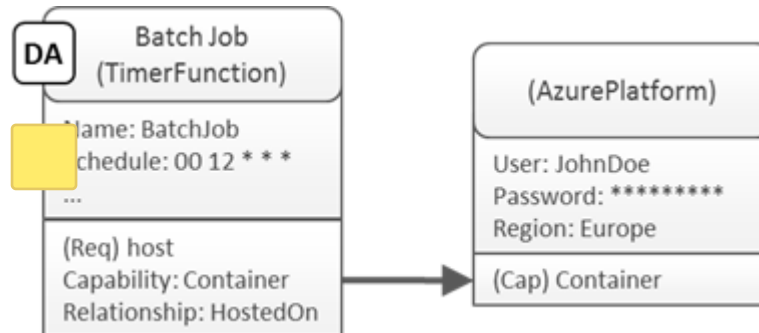 DA
Batch Job
(TimerFunction)
Name: BatchJob
chedule: 00 12 * * *
...
(Req) host
Capability: Container
Relationship: HostedOn
(AzurePlatform)
User: JohnDoe
Password: *********
Region: Europe
(Cap) Container